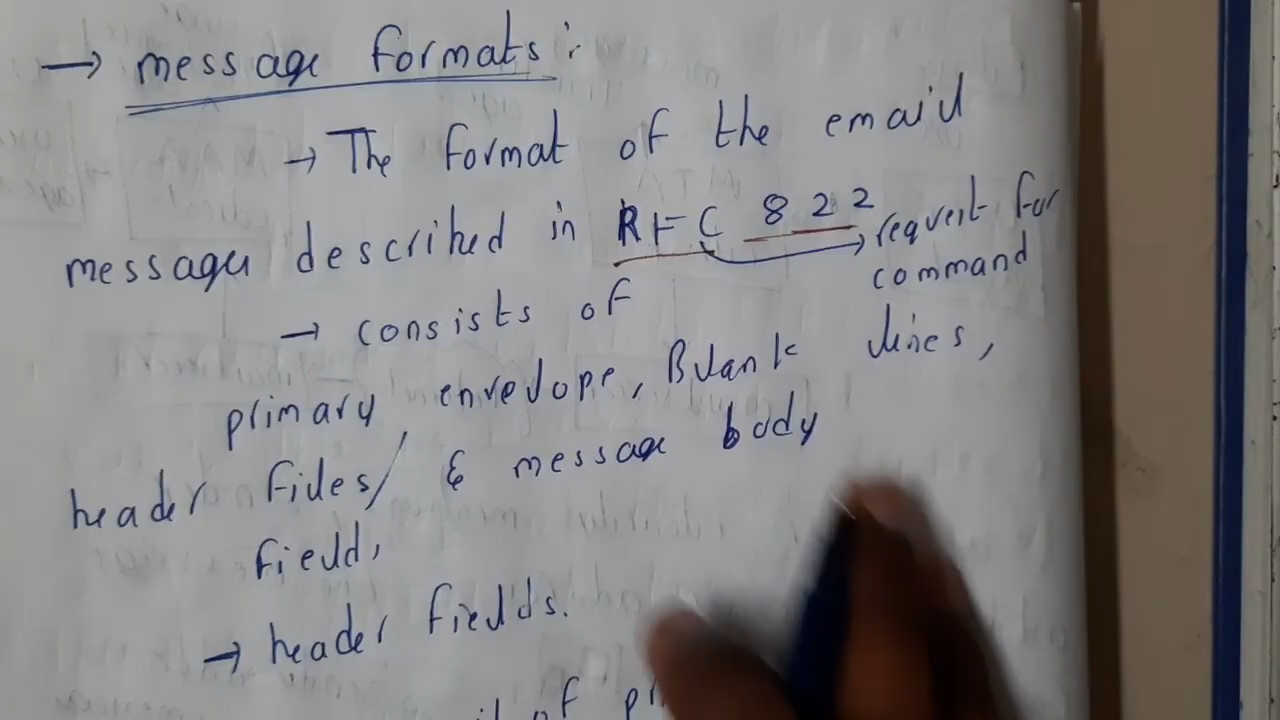 → message formats:
→ The format of the email
message described in RFC 822 → request for
command
→ consists of
primary envelope, Blank lines,
header files/ & message body
field,
→ header fields.
of